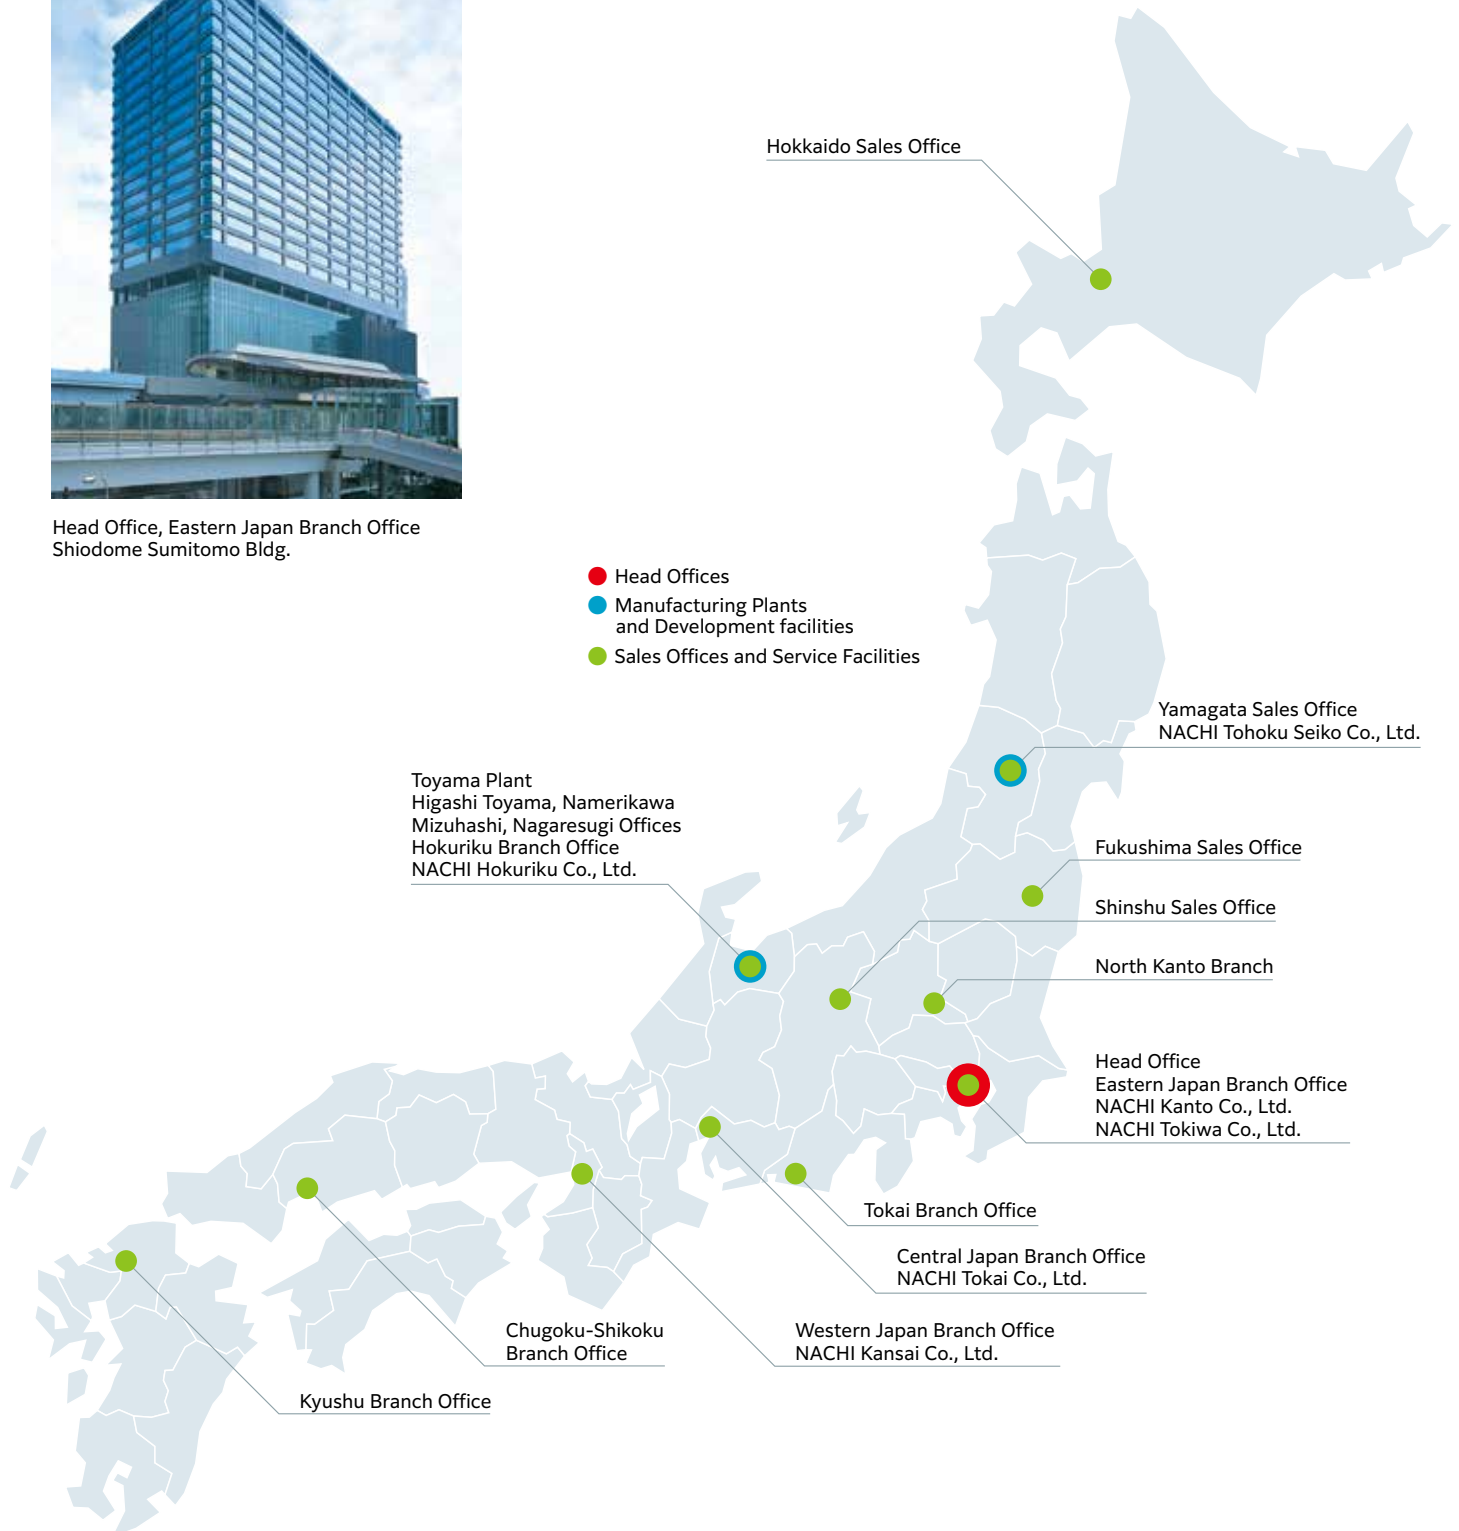 Hokkaido Sales Office
Head Office, Eastern Japan Branch Office
Shiodome Sumitomo Bldg.
Head Offices
Manufacturing Plants
and Development facilities
Sales Offices and Service Facilities
Yamagata Sales Office
NACHI Tohoku Seiko Co., Ltd.
Toyama Plant
Higashi Toyama, Namerikawa
Mizuhashi, Nagaresugi Offices
Hokuriku Branch Office
NACHI Hokuriku Co., Ltd.
Fukushima Sales Office
Shinshu Sales Office
North Kanto Branch
Head Office
Eastern Japan Branch Office
NACHI Kanto Co., Ltd.
NACHI Tokiwa Co., Ltd.
Tokai Branch Office
Central Japan Branch Office
NACHI Tokai Co., Ltd.
Western Japan Branch Office
NACHI Kansai Co., Ltd.
Chugoku-Shikoku
Branch Office
Kyushu Branch Office